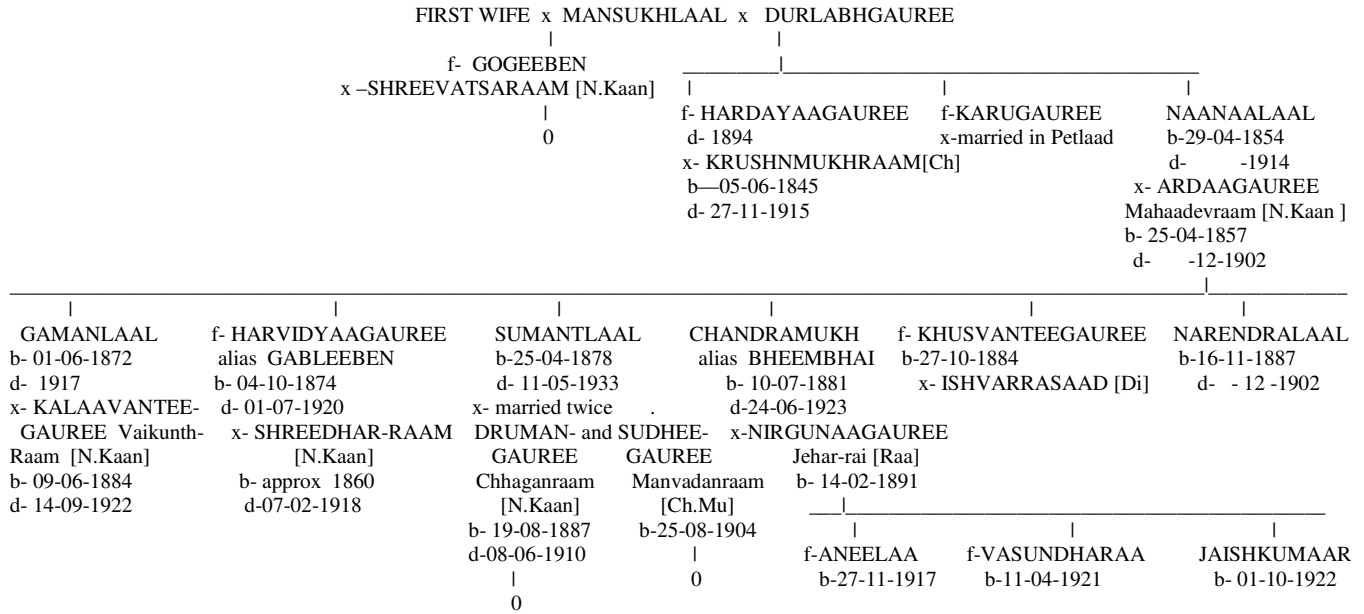 FIRST WIFE x MANSUKHLAAL x DURLABHGAUREE
f- GOGEEBEN
x –SHREEVATSARAAM [N.Kaan]
0
f- HARDAYAAGAUREE
d- 1894
x- KRUSHNMUKHRAAM[Ch]
b—05-06-1845
d- 27-11-1915
f-KARUGAUREE
x-married in Petlaad
NAANAALAAL
b-29-04-1854
d- -1914
x- ARDAAGAUREE
Mahaadevraam [N.Kaan ]
b- 25-04-1857
d- -12-1902
GAMANLAAL
b- 01-06-1872
d- 1917
x- KALAAVANTEE-
GAUREE Vaikunth-
Raam [N.Kaan]
b- 09-06-1884
d- 14-09-1922
f- HARVIDYAAGAUREE
alias GABLEEBEN
b- 04-10-1874
d- 01-07-1920
x- SHREEDHAR-RAAM
[N.Kaan]
b- approx 1860
d-07-02-1918
SUMANTLAAL
b-25-04-1878
d- 11-05-1933
x- married twice .
DRUMAN- and SUDHEE-
GAUREE GAUREE
Chhaganraam Manvadanraam
[N.Kaan] [Ch.Mu]
b- 19-08-1887 b-25-08-1904
d-08-06-1910
0 0
CHANDRAMUKH
alias BHEEMBHAI
b- 10-07-1881
d-24-06-1923
x-NIRGUNAAGAUREE
Jehar-rai [Raa]
b- 14-02-1891
f- KHUSVANTEEGAUREE
b-27-10-1884
x- ISHVARRASAAD [Di]
NARENDRALAAL
b-16-11-1887
d- - 12 -1902
f-ANEELAA
b-27-11-1917
f-VASUNDHARAA
b-11-04-1921
JAISHKUMAAR
b- 01-10-1922